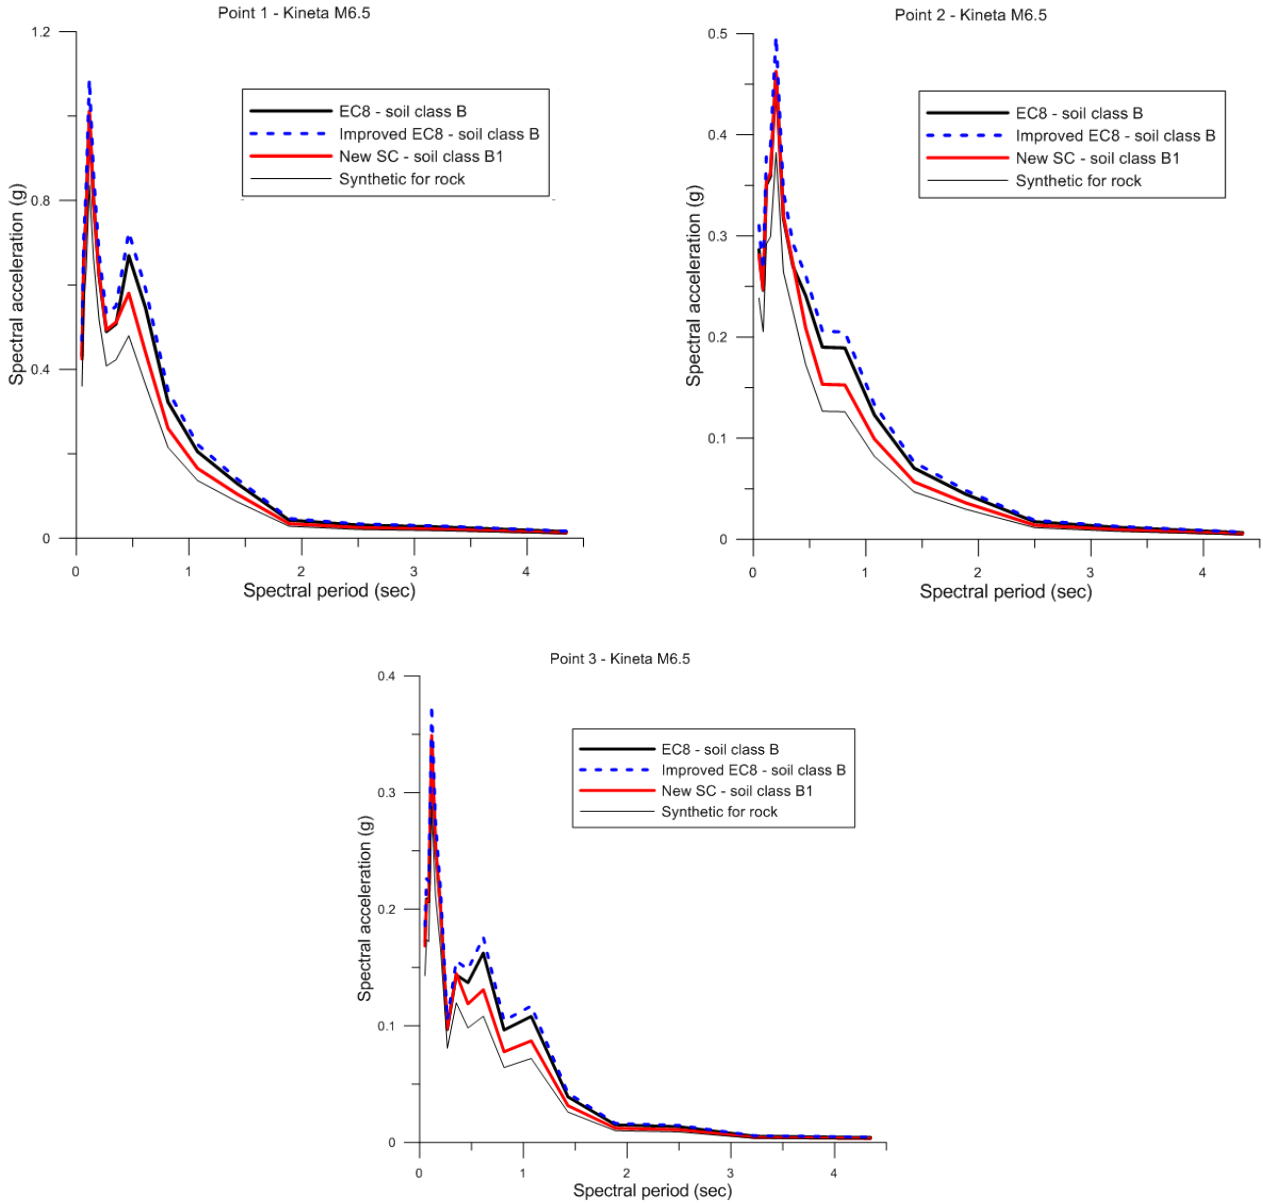 Point 1 - Kineta M6.5
1.2
0.8
0.4
0
Spectral acceleration (g)
EC8 - soil class B
Improved EC8 - soil class B
New SC - soil class B1
Synthetic for rock
0 1 2 3 4
Spectral period (sec)
Point 2 - Kineta M6.5
0.5
0.4
0.3
0.2
0.1
0
Spectral acceleration (g)
EC8 - soil class B
Improved EC8 - soil class B
New SC - soil class B1
Synthetic for rock
0 1 2 3 4
Spectral period (sec)
Point 3 - Kineta M6.5
0.4
0.3
0.2
0.1
0
Spectral acceleration (g)
EC8 - soil class B
Improved EC8 - soil class B
New SC - soil class B1
Synthetic for rock
0 1 2 3 4
Spectral period (sec)